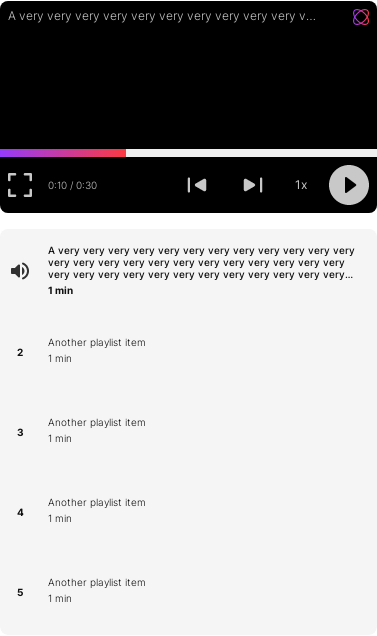 A very very very very very very very very very very v...
0:10 / 0:30
1x
A very very very very very very very very very very very very
very very very very very very very very very very very very
very very very very very very very very very very very very...
1 min
2
Another playlist item
1 min
3
Another playlist item
1 min
4
Another playlist item
1 min
5
Another playlist item
1 min